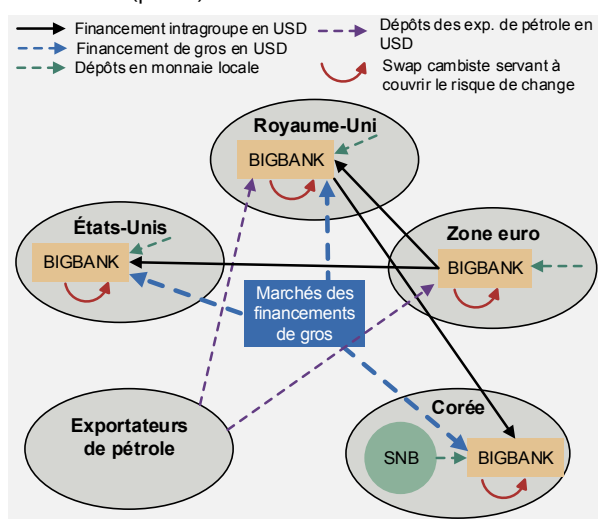 Financement intragroupe en USD
Financement de gros en USD
Dépôts en monnaie locale
Dépôts des exp. de pétrole en
USD
Swap cambiste servant à
couvrir le risque de change
Royaume-Uni
BIGBANK
États-Unis
BIGBANK
Zone euro
BIGBANK
Marchés des
financements
de gros
Exportateurs
de pétrole
Corée
SNB
BIGBANK